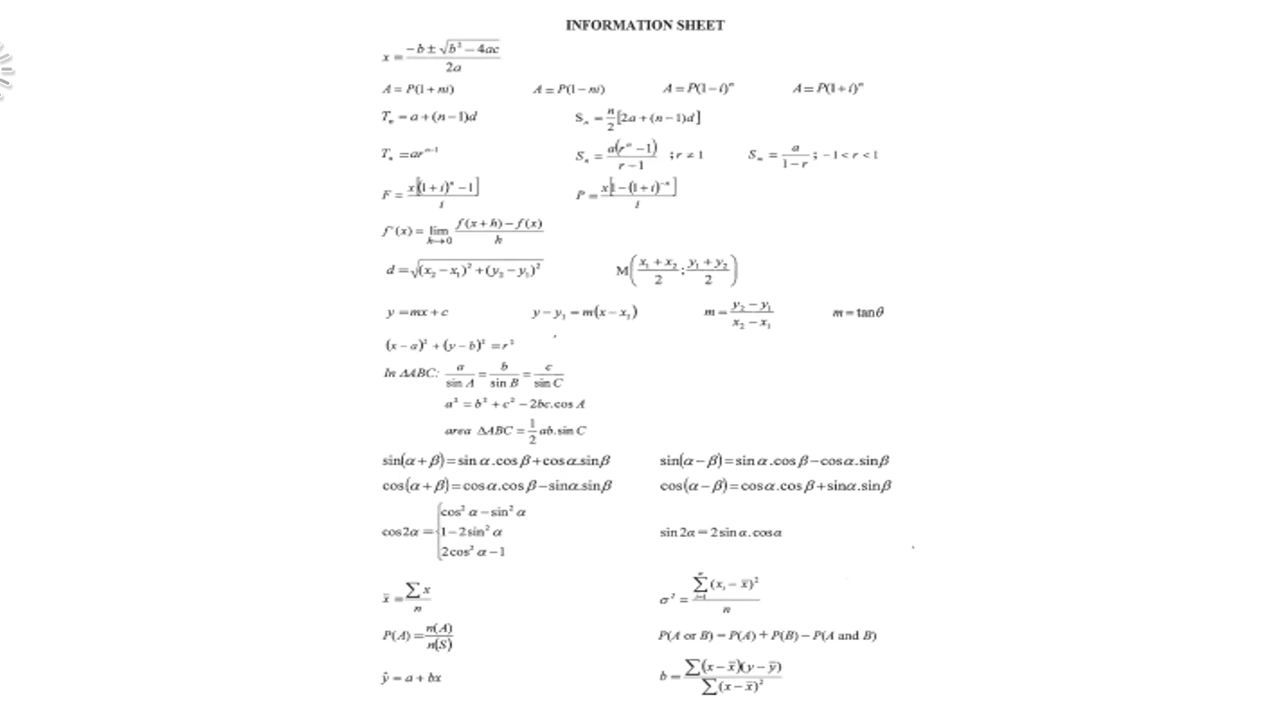 INFORMATION SHEET
x = (−b ± √(b² − 4ac)) / 2a
A = P(1 + ni) A = P(1 − ni) A = P(1 − i)ⁿ A = P(1 + i)ⁿ
Tₙ = a + (n − 1)d Sₙ = n/2 [2a + (n − 1)d]
Tₙ = arⁿ⁻¹ Sₙ = a(rⁿ − 1) / (r − 1) ; r ≠ 1 S∞ = a / (1 − r) ; −1 < r < 1
F = x[(1 + i)ⁿ − 1] / i P = x[1 − (1 + i)⁻ⁿ] / i
f'(x) = lim h→0 (f(x + h) − f(x)) / h
d = √((x₂ − x₁)² + (y₂ − y₁)²) M((x₁ + x₂)/2 ; (y₁ + y₂)/2)
y = mx + c y − y₁ = m(x − x₁) m = (y₂ − y₁) / (x₂ − x₁) m = tanθ
(x − a)² + (y − b)² = r²
In ΔABC: a / sin A = b / sin B = c / sin C
a² = b² + c² − 2bc.cos A
area ΔABC = 1/2 ab.sin C
sin(α + β) = sin α.cos β + cos α.sin β sin(α − β) = sin α.cos β − cos α.sin β
cos(α + β) = cos α.cos β − sin α.sin β cos(α − β) = cos α.cos β + sin α.sin β
cos 2α = { cos² α − sin² α
1 − 2sin² α
2cos² α − 1
sin 2α = 2sin α.cos α
x̄ = ∑x / n σ² = ∑ i=1 n (xᵢ − x̄)² / n
P(A) = n(A) / n(S) P(A or B) = P(A) + P(B) − P(A and B)
ŷ = a + bx b = ∑(x − x̄)(y − ȳ) / ∑(x − x̄)²